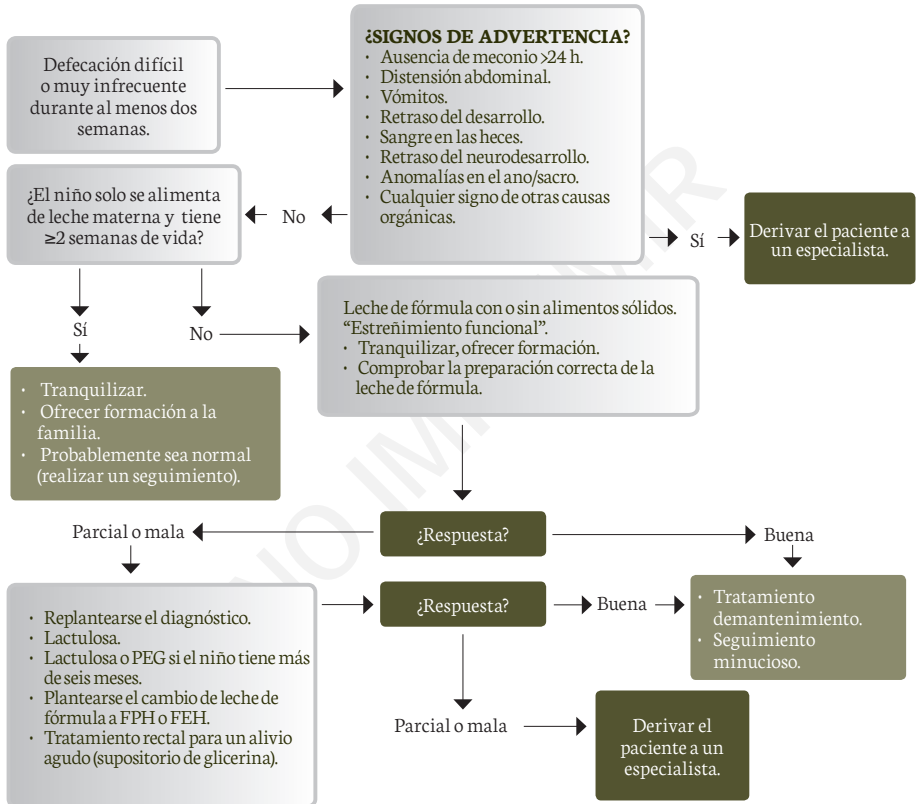 Defecación difícil
o muy infrecuente
durante al menos dos
semanas.
¿SIGNOS DE ADVERTENCIA?
· Ausencia de meconio >24 h.
· Distensión abdominal.
· Vómitos.
· Retraso del desarrollo.
· Sangre en las heces.
· Retraso del neurodesarrollo.
· Anomalías en el ano/sacro.
· Cualquier signo de otras causas
orgánicas.
¿El niño solo se alimenta
de leche materna y tiene
≥2 semanas de vida?
No
Sí
Derivar el paciente a
un especialista.
Sí
No
Leche de fórmula con o sin alimentos sólidos.
“Estreñimiento funcional”.
· Tranquilizar, ofrecer formación.
· Comprobar la preparación correcta de la
leche de fórmula.
· Tranquilizar.
· Ofrecer formación a la
familia.
· Probablemente sea normal
(realizar un seguimiento).
Parcial o mala
¿Respuesta?
Buena
· Replantearse el diagnóstico.
· Lactulosa.
· Lactulosa o PEG si el niño tiene más
de seis meses.
· Plantearse el cambio de leche de
fórmula a FPH o FEH.
· Tratamiento rectal para un alivio
agudo (supositorio de glicerina).
¿Respuesta?
Buena
· Tratamiento
demantenimiento.
· Seguimiento
minucioso.
Parcial o mala
Derivar el
paciente a un
especialista.